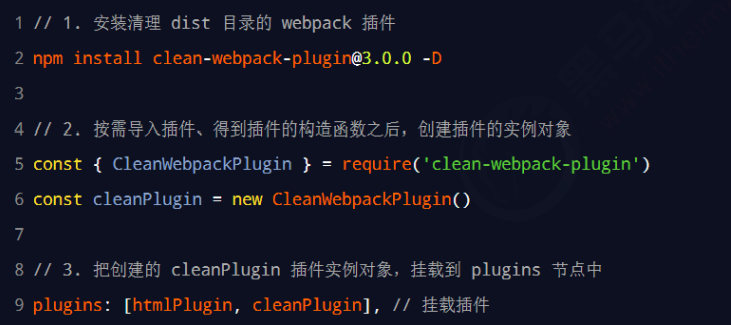 1 // 1. 安装清理 dist 目录的 webpack 插件
2 npm install clean-webpack-plugin@3.0.0 -D
3
4 // 2. 按需导入插件、得到插件的构造函数之后，创建插件的实例对象
5 const { CleanWebpackPlugin } = require('clean-webpack-plugin')
6 const cleanPlugin = new CleanWebpackPlugin()
7
8 // 3. 把创建的 cleanPlugin 插件实例对象，挂载到 plugins 节点中
9 plugins: [htmlPlugin, cleanPlugin], // 挂载插件